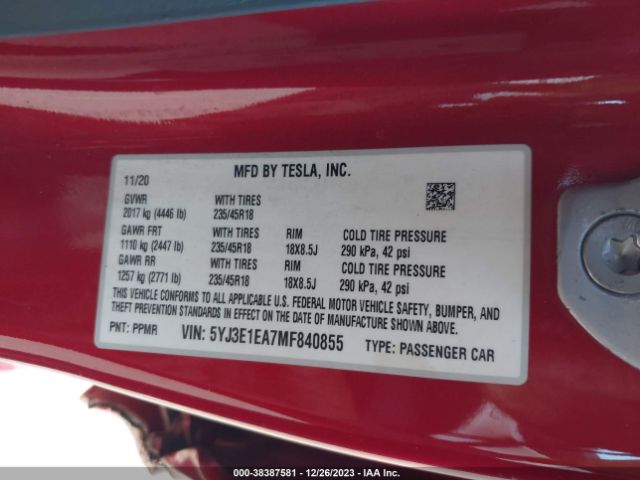 MFD BY TESLA, INC.
11/20
GVWR WITH TIRES
2017 kg (4446 lb) 235/45R18
GAWR FRT WITH TIRES RIM COLD TIRE PRESSURE
1110 kg (2447 lb) 235/45R18 18X8.5J 290 kPa, 42 psi
GAWR RR WITH TIRES RIM COLD TIRE PRESSURE
1257 kg (2771 lb) 235/45R18 18X8.5J 290 kPa, 42 psi
THIS VEHICLE CONFORMS TO ALL APPLICABLE U.S. FEDERAL MOTOR VEHICLE SAFETY, BUMPER, AND
THEFT PREVENTION STANDARDS IN EFFECT ON THE DATE OF MANUFACTURE SHOWN ABOVE.
PNT: PPMR VIN: 5YJ3E1EA7MF840855 TYPE: PASSENGER CAR
000-38387581 - 12/26/2023 - IAA Inc.